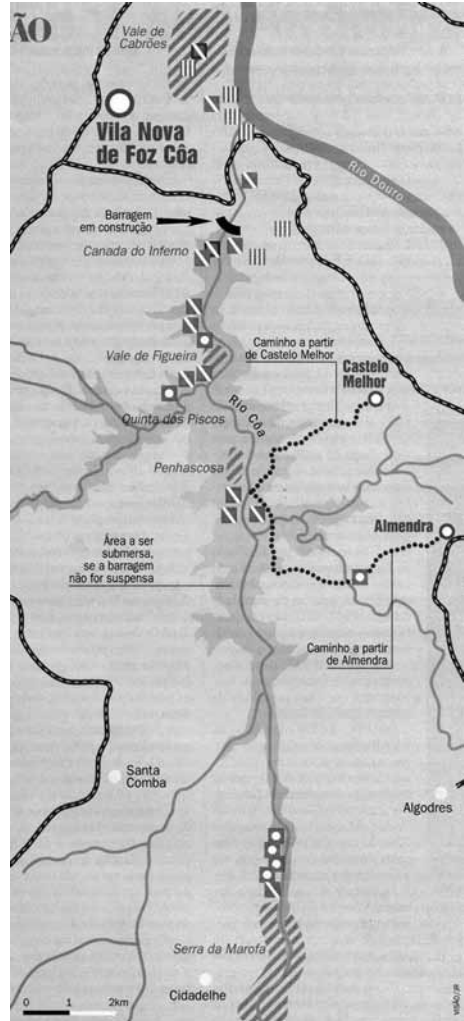 ÃO
Vale de
Cabrões
Vila Nova
de Foz Côa
Rio Douro
Barragem
em construção
Canada do Inferno
Caminho a partir
de Castelo Melhor
Castelo
Melhor
Vale de Figueira
Rio Côa
Quinta dos Piscos
Penhascosa
Almendra
Área a ser
submersa,
se a barragem
não for suspensa
Caminho a partir
de Almendra
Santa
Comba
Algodres
Serra da Marofa
Cidadelhe
0 1 2km
VISÃO/JR